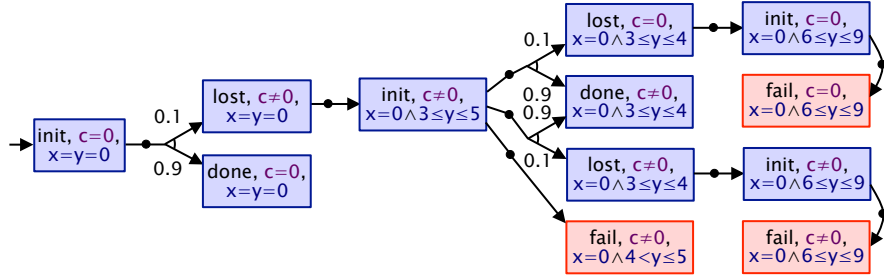 init, c=0,
x=y=0
0.1
0.9
lost, c≠0,
x=y=0
done, c=0,
x=y=0
init, c≠0,
x=0∧3≤y≤5
0.1
0.9
0.9
0.1
lost, c=0,
x=0∧3≤y≤4
done, c≠0,
x=0∧3≤y≤4
lost, c≠0,
x=0∧3≤y≤4
fail, c≠0,
x=0∧4<y≤5
init, c=0,
x=0∧6≤y≤9
fail, c=0,
x=0∧6≤y≤9
init, c≠0,
x=0∧6≤y≤9
fail, c≠0,
x=0∧6≤y≤9